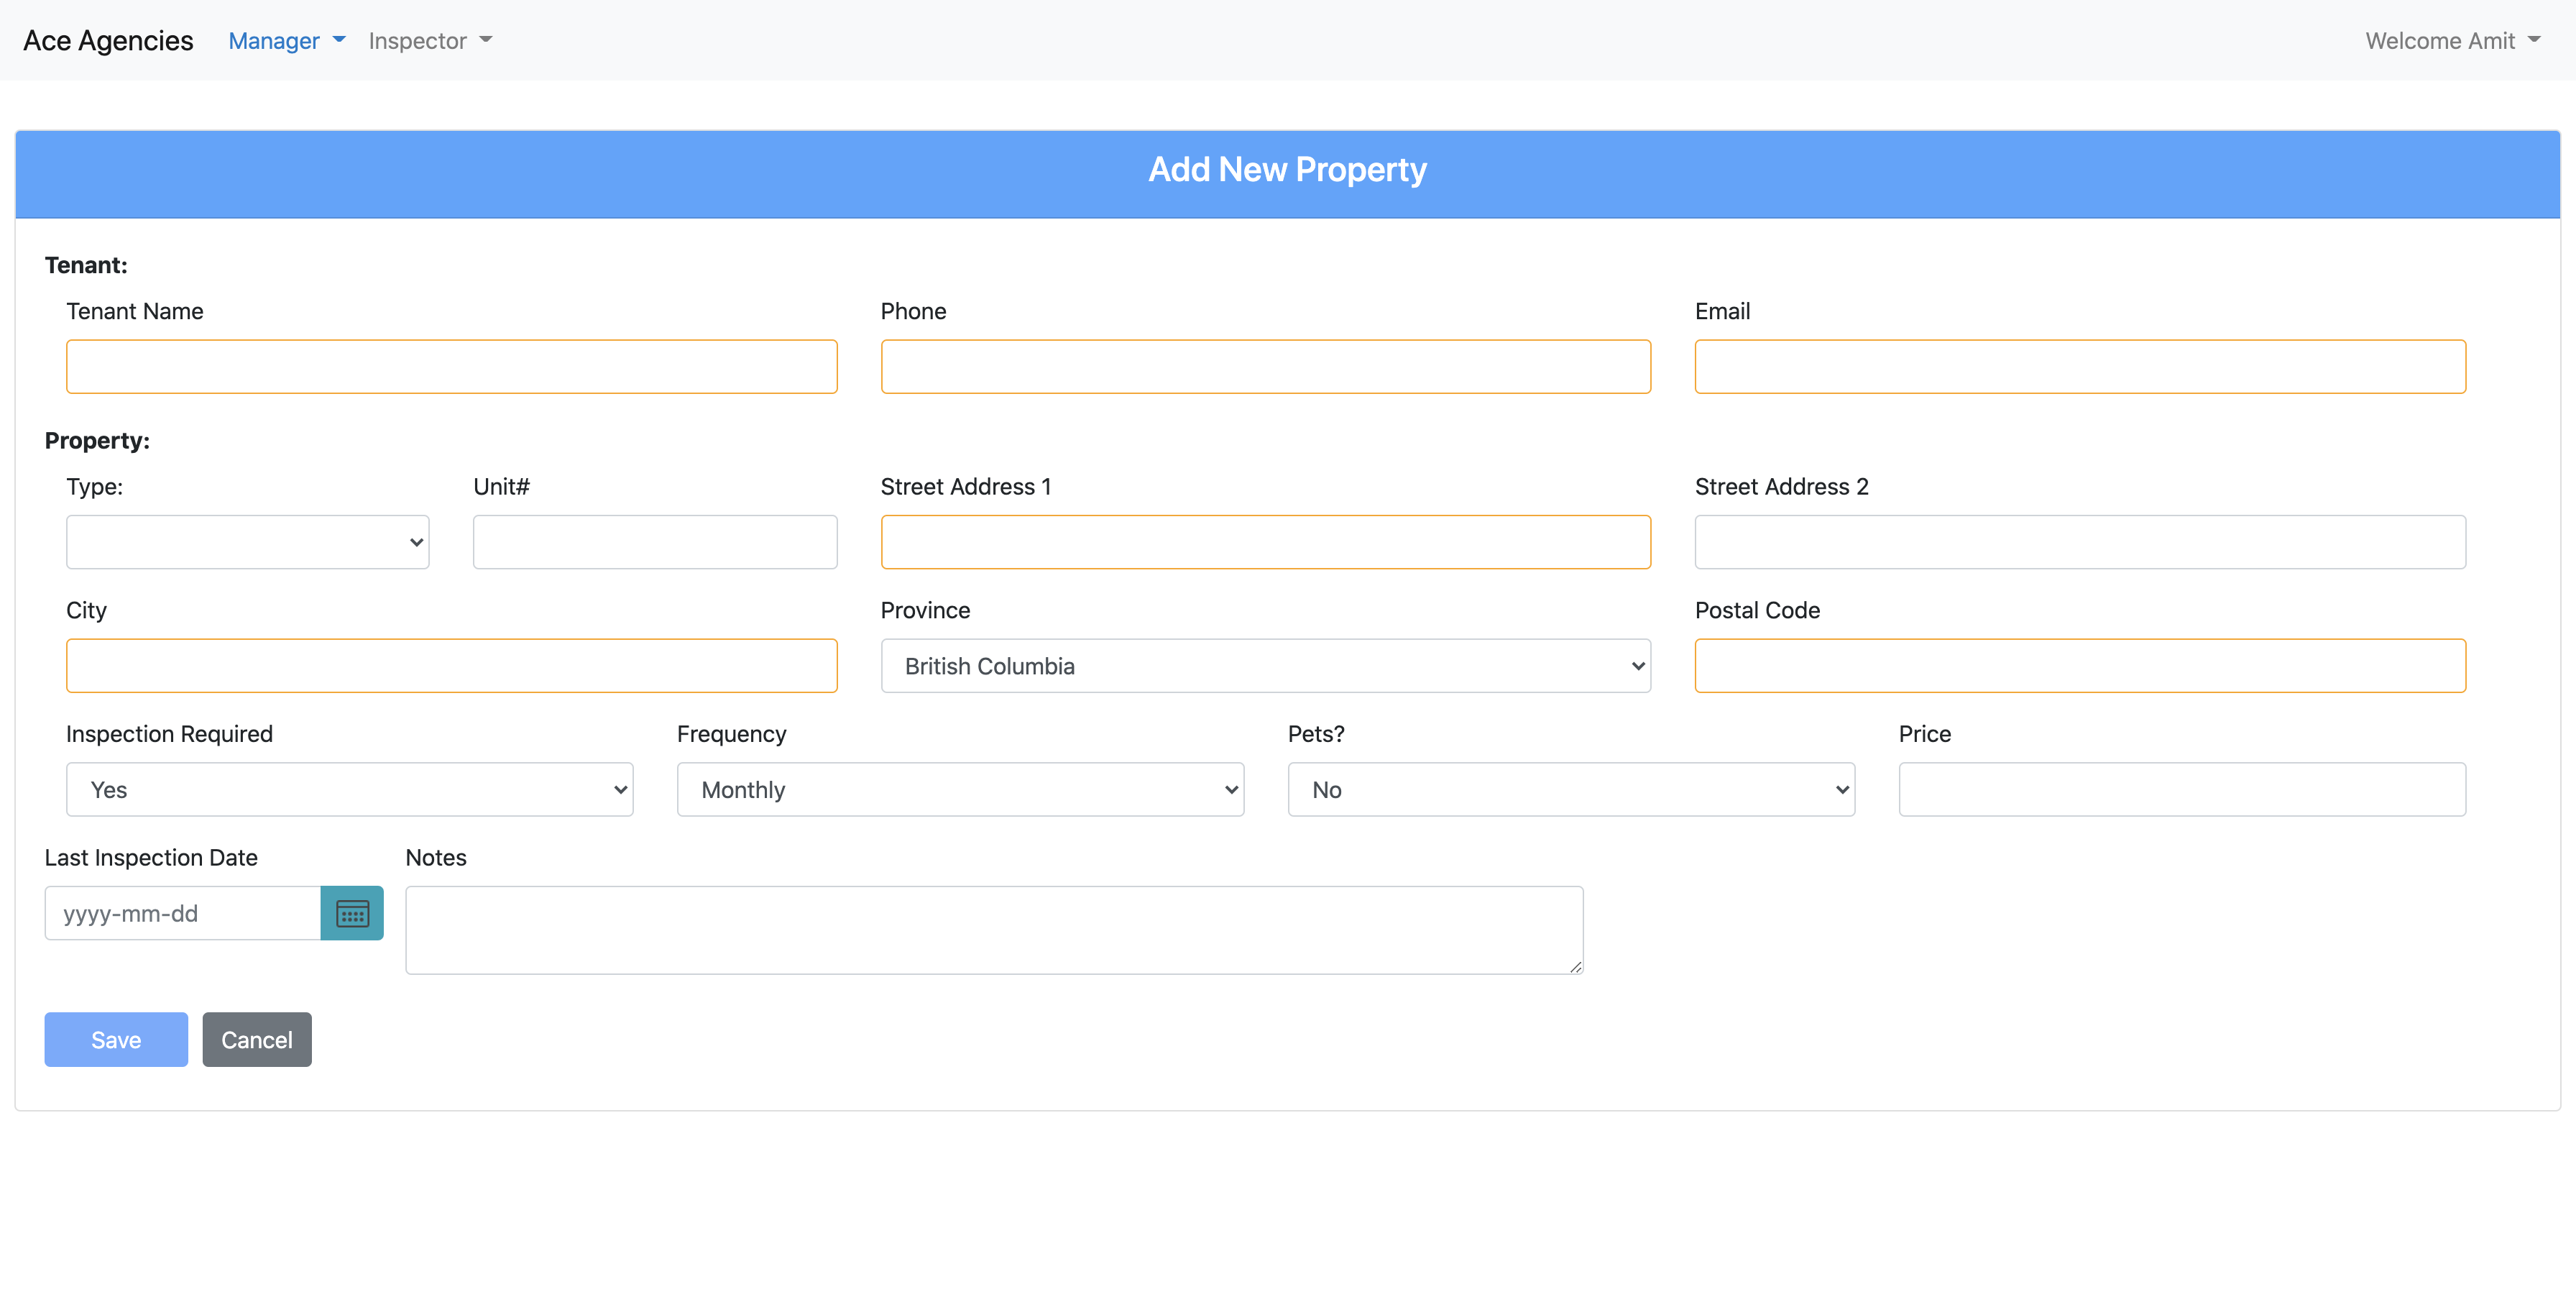 Ace Agencies Manager Inspector Welcome Amit
Add New Property
Tenant:
Tenant Name Phone Email
Property:
Type: Unit# Street Address 1 Street Address 2
City Province Postal Code
British Columbia
Inspection Required Frequency Pets? Price
Yes Monthly No
Last Inspection Date Notes
yyyy-mm-dd
Save Cancel